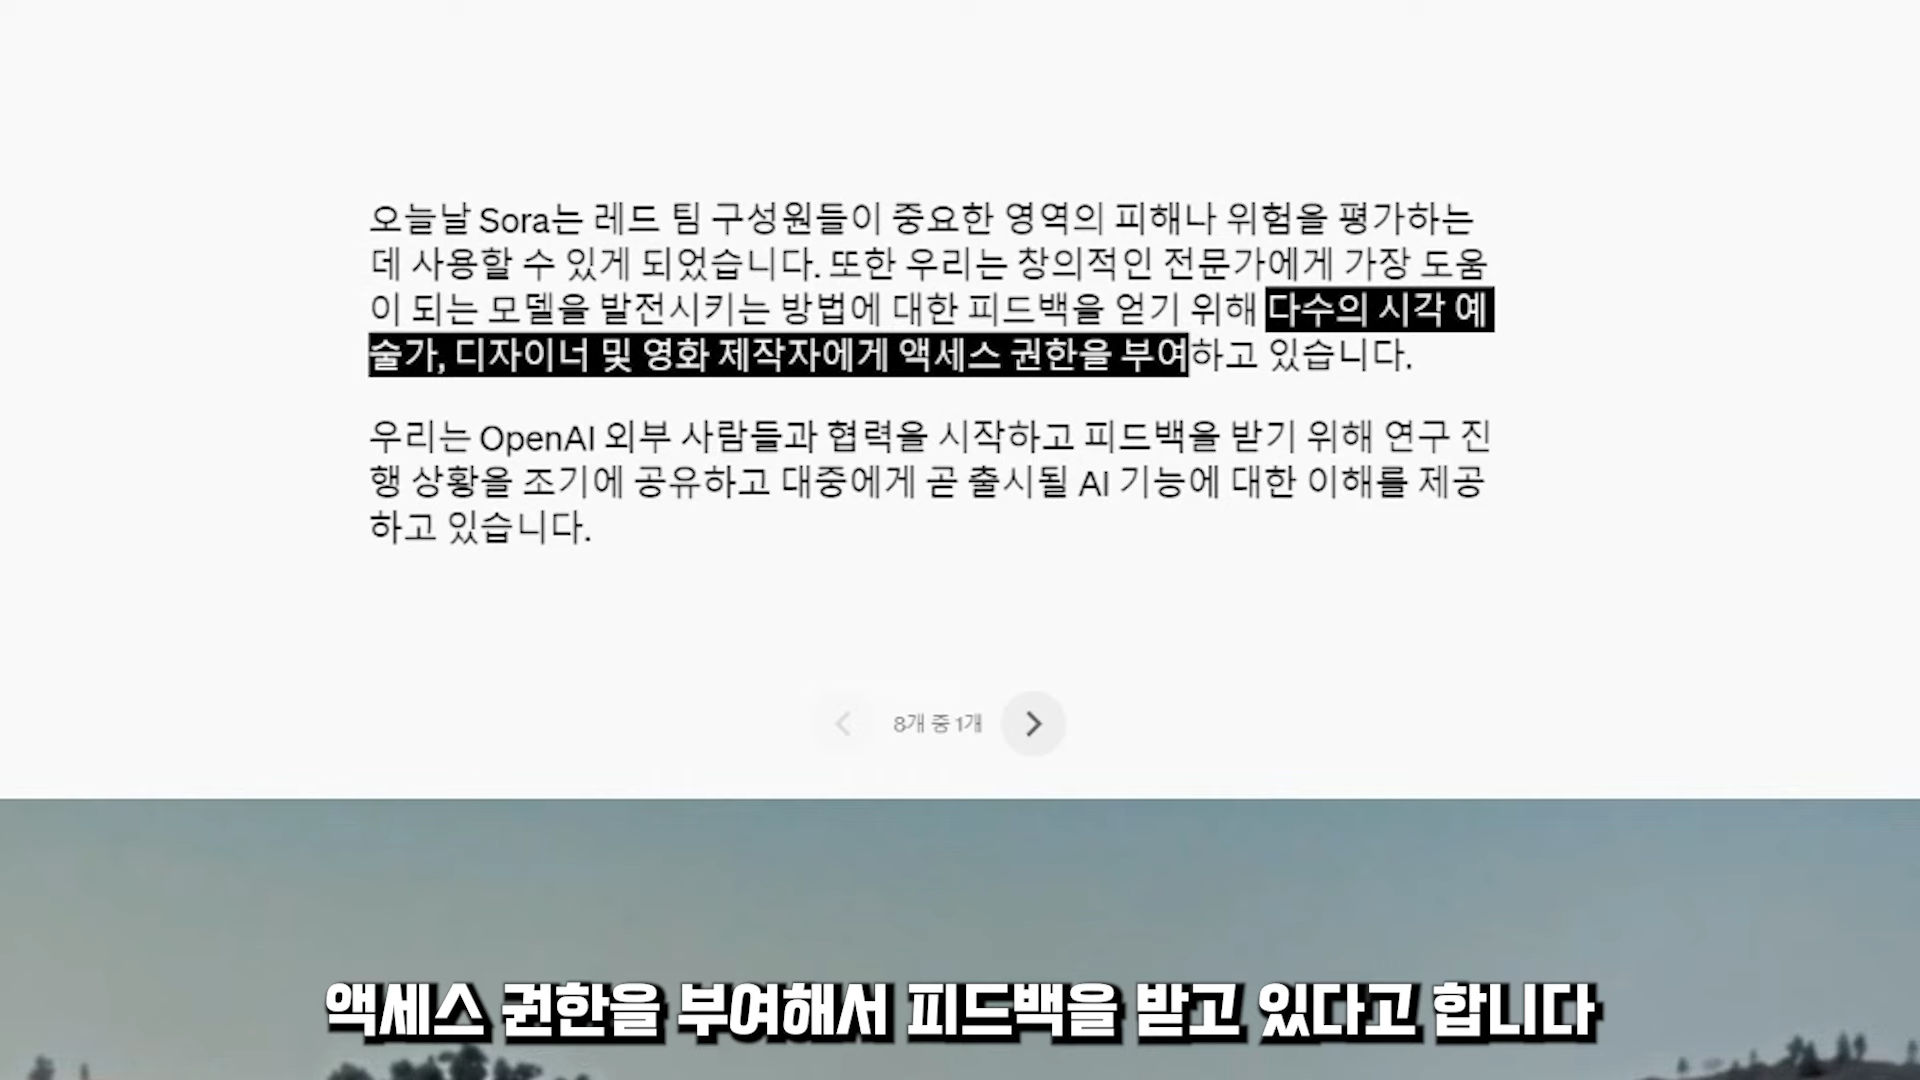 오늘날 Sora는 레드 팀 구성원들이 중요한 영역의 피해나 위험을 평가하는
데 사용할 수 있게 되었습니다. 또한 우리는 창의적인 전문가에게 가장 도움
이 되는 모델을 발전시키는 방법에 대한 피드백을 얻기 위해 다수의 시각 예
술가, 디자이너 및 영화 제작자에게 액세스 권한을 부여하고 있습니다.
우리는 OpenAI 외부 사람들과 협력을 시작하고 피드백을 받기 위해 연구 진
행 상황을 조기에 공유하고 대중에게 곧 출시될 AI 기능에 대한 이해를 제공
하고 있습니다.
8개 중 1개
액세스 권한을 부여해서 피드백을 받고 있다고 합니다